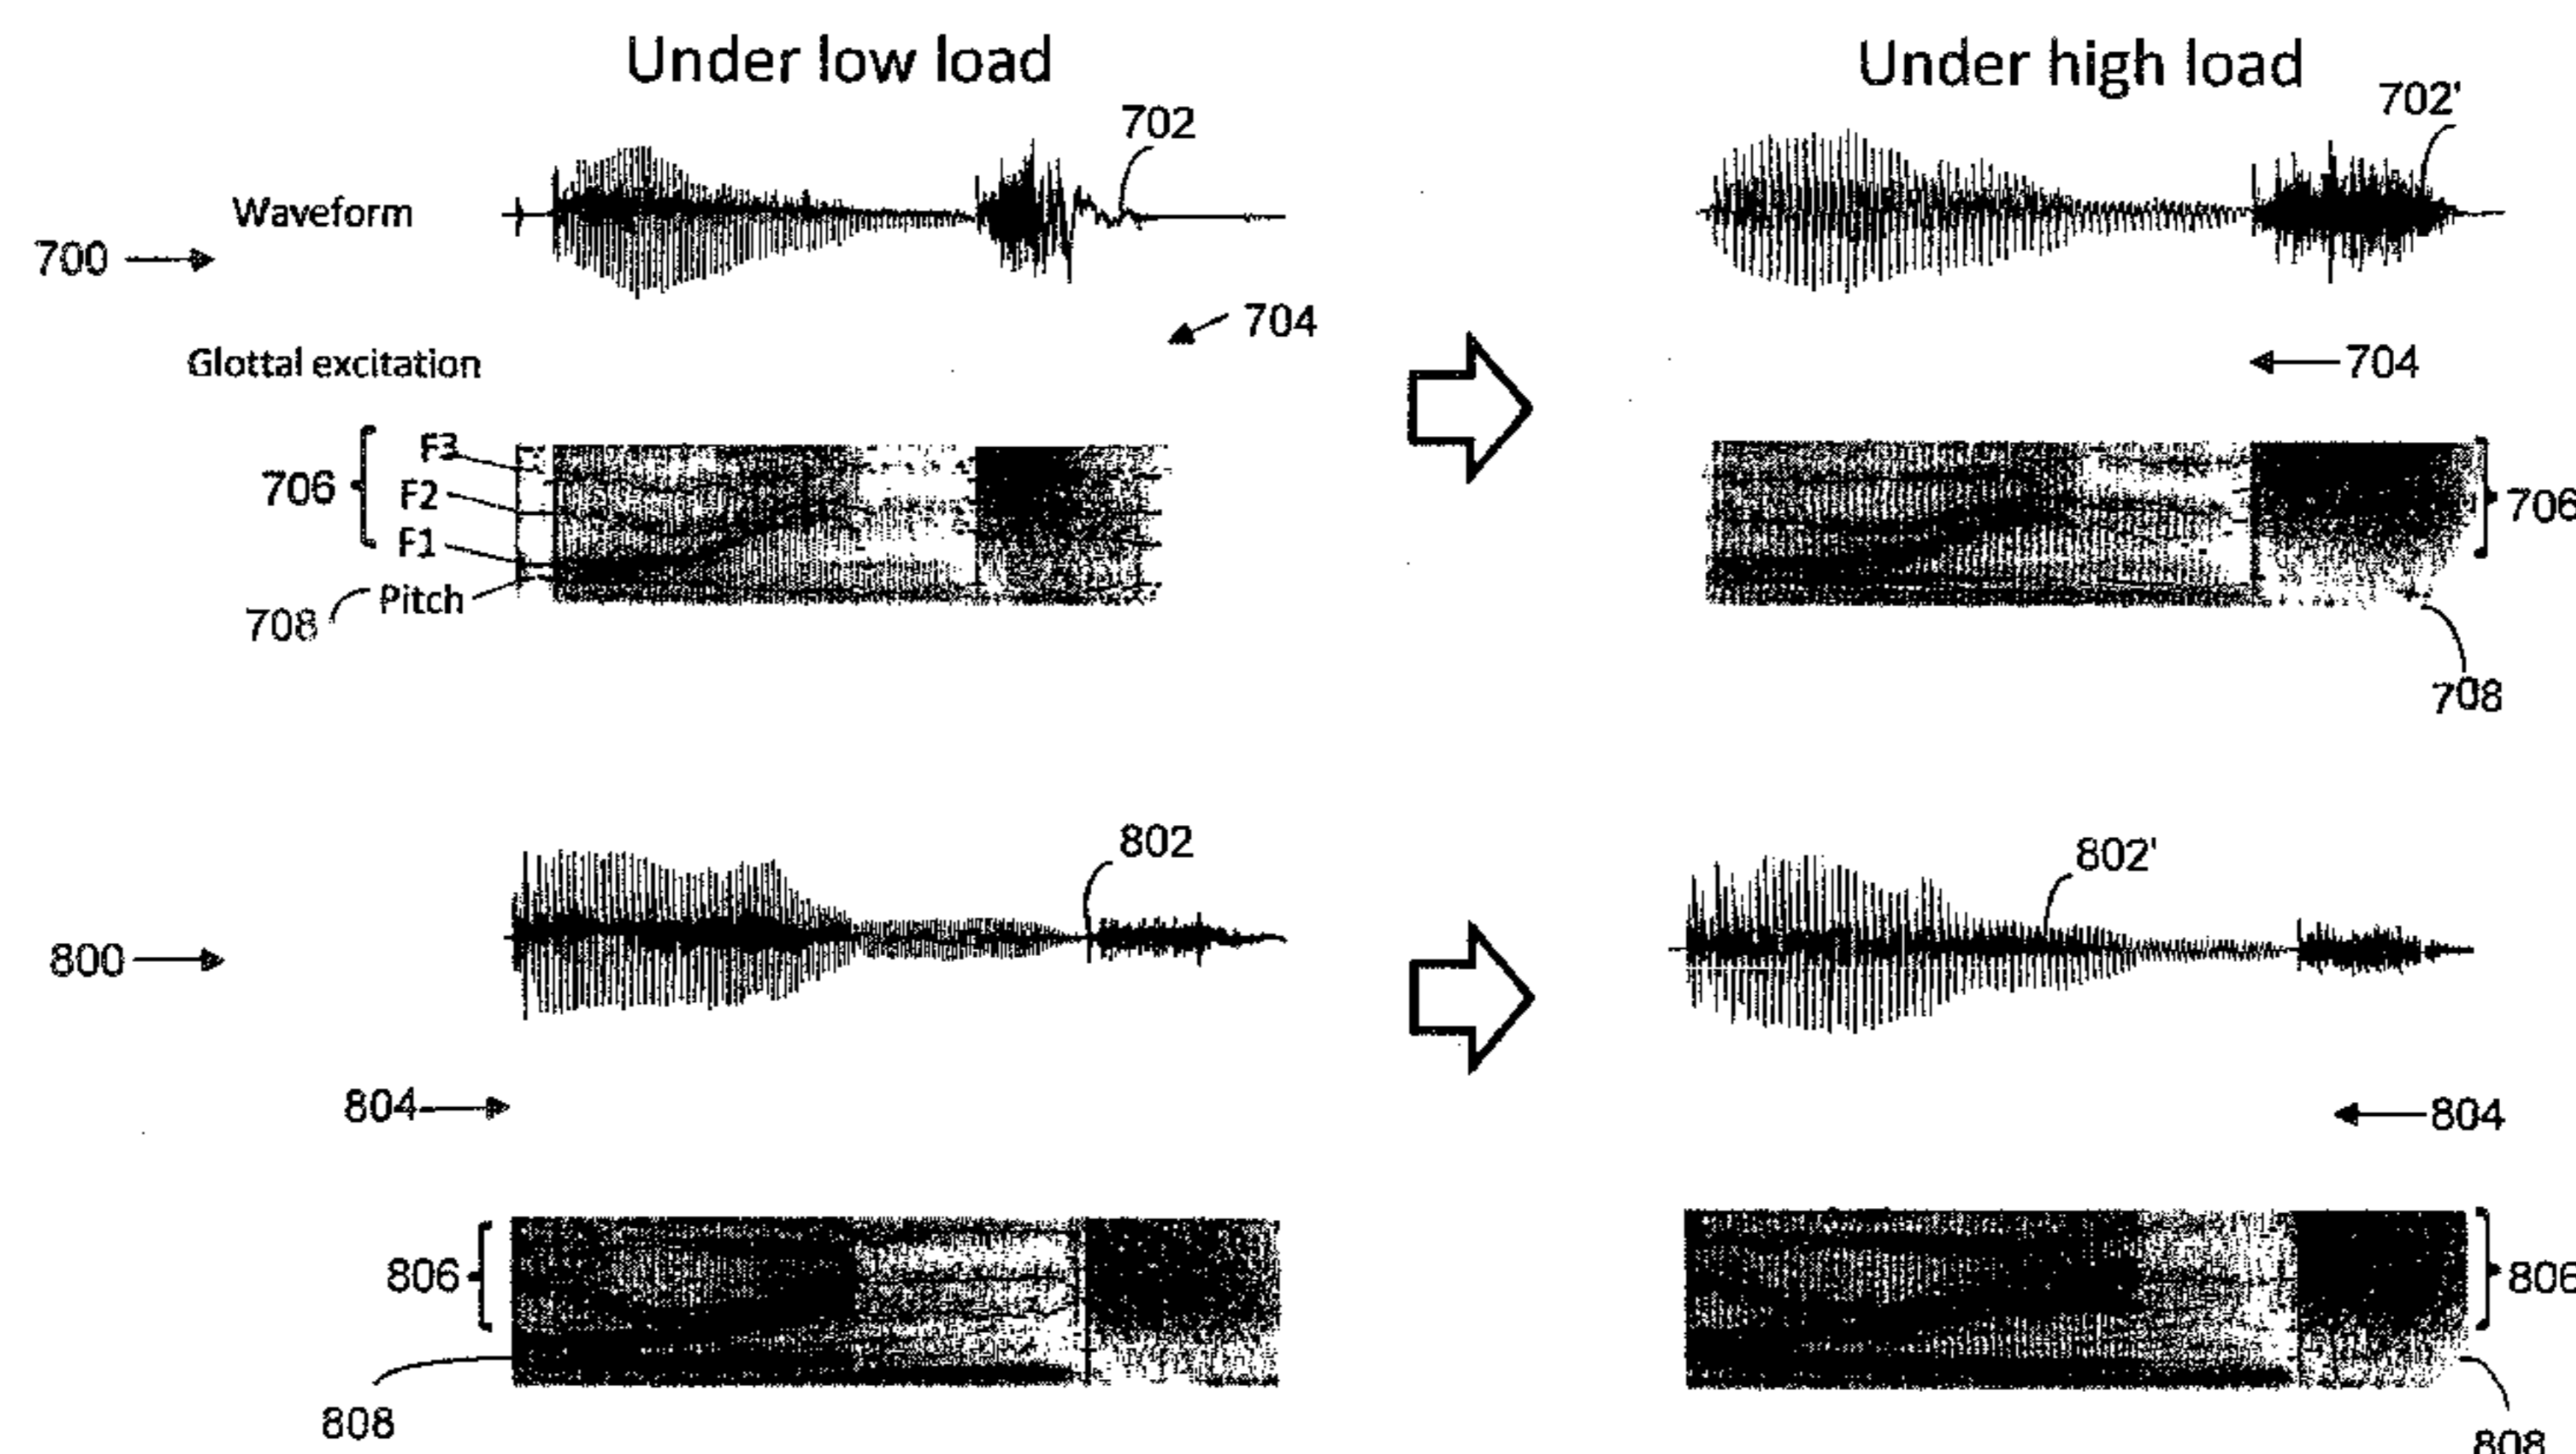 Under low load
Under high load
702
702'
Waveform
700
704
Glottal excitation
704
F3
706
F2
F1
706
Pitch
708
708
802
802'
800
804
804
806
806
808
808